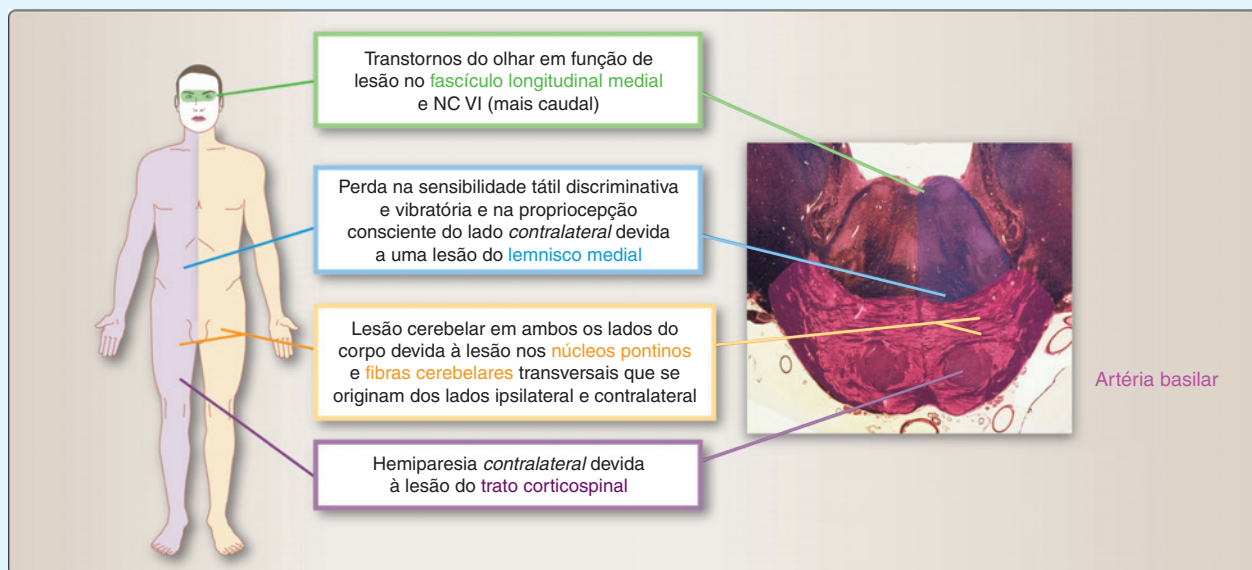 Transtornos do olhar em função de
lesão no fascículo longitudinal medial
e NC VI (mais caudal)
Perda na sensibilidade tátil discriminativa
e vibratória e na propriocepção
consciente do lado contralateral devida
a uma lesão do lemnisco medial
Lesão cerebelar em ambos os lados do
corpo devida à lesão nos núcleos pontinos
e fibras cerebelares transversais que se
originam dos lados ipsilateral e contralateral
Hemiparesia contralateral devida
à lesão do trato corticospinal
Artéria basilar